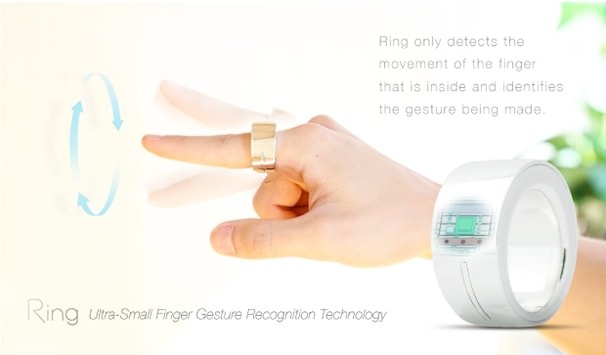 Ring only detects the
movement of the finger
that is inside and identifies
the gesture being made.
Ring Ultra-Small Finger Gesture Recognition Technology